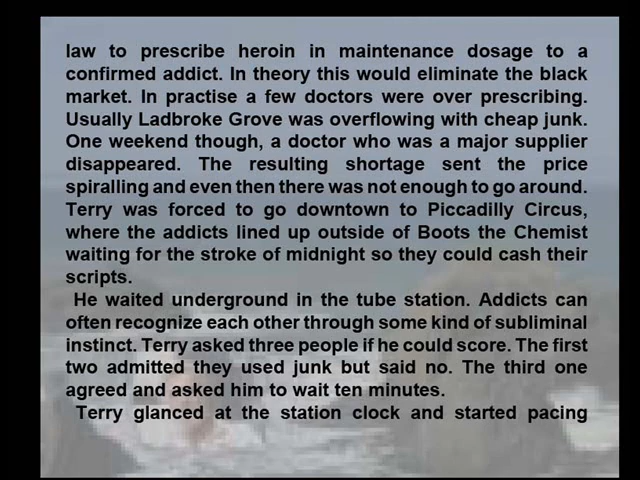 law to prescribe heroin in maintenance dosage to a
confirmed addict. In theory this would eliminate the black
market. In practise a few doctors were over prescribing.
Usually Ladbroke Grove was overflowing with cheap junk.
One weekend though, a doctor who was a major supplier
disappeared. The resulting shortage sent the price
spiralling and even then there was not enough to go around.
Terry was forced to go downtown to Piccadilly Circus,
where the addicts lined up outside of Boots the Chemist
waiting for the stroke of midnight so they could cash their
scripts.
He waited underground in the tube station. Addicts can
often recognize each other through some kind of subliminal
instinct. Terry asked three people if he could score. The first
two admitted they used junk but said no. The third one
agreed and asked him to wait ten minutes.
Terry glanced at the station clock and started pacing